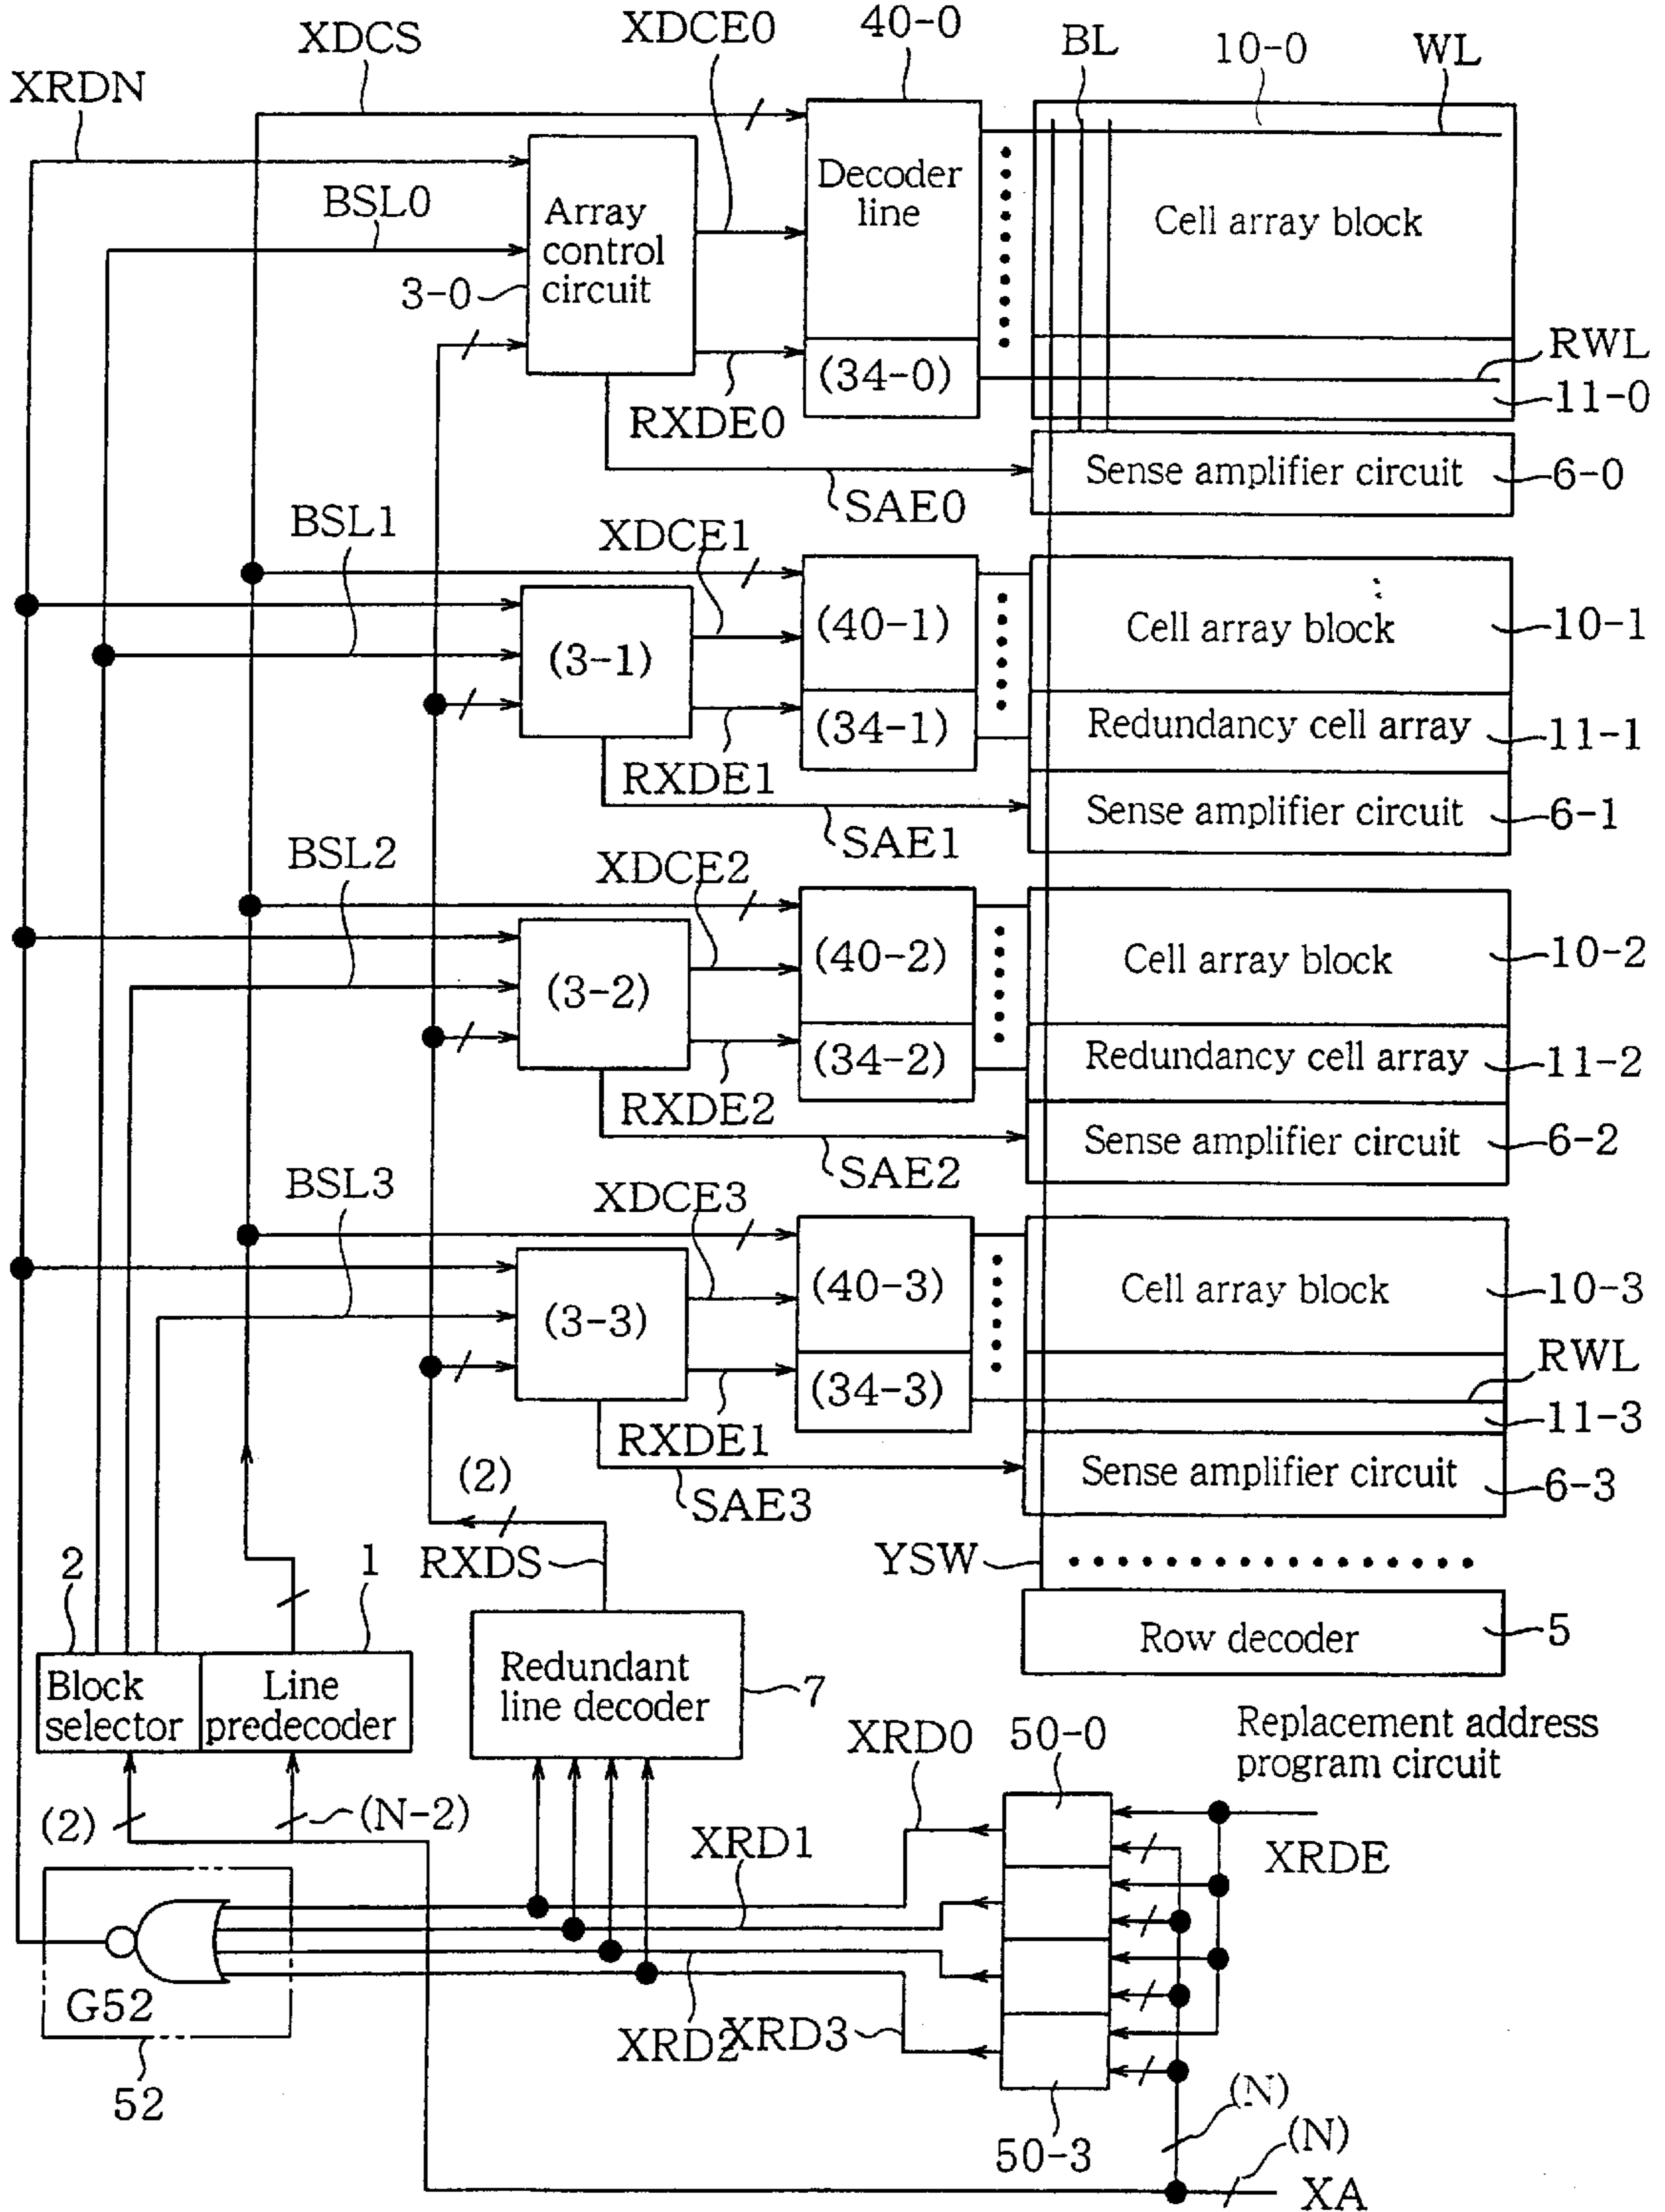 XDCS
XDCE0
40-0
BL
10-0
WL
XRDN
BSL0
Array
control
circuit
3-0
Decoder
line
Cell array block
(34-0)
RWL
11-0
RXDE0
Sense amplifier circuit
6-0
SAE0
BSL1
XDCE1
(3-1)
(40-1)
Cell array block
10-1
(34-1)
Redundancy cell array
11-1
RXDE1
Sense amplifier circuit
6-1
SAE1
BSL2
XDCE2
(3-2)
(40-2)
Cell array block
10-2
(34-2)
Redundancy cell array
11-2
RXDE2
Sense amplifier circuit
6-2
SAE2
BSL3
XDCE3
(3-3)
(40-3)
Cell array block
10-3
(34-3)
RWL
11-3
RXDE1
Sense amplifier circuit
6-3
(2)
SAE3
RXDS
YSW
2
1
Block
selector
Line
predecoder
Redundant
line decoder
7
Row decoder
5
Replacement address
program circuit
XRD0
50-0
(2)
(N-2)
XRD1
XRDE
G52
XRD2
XRD3
52
50-3
(N)
(N)
XA